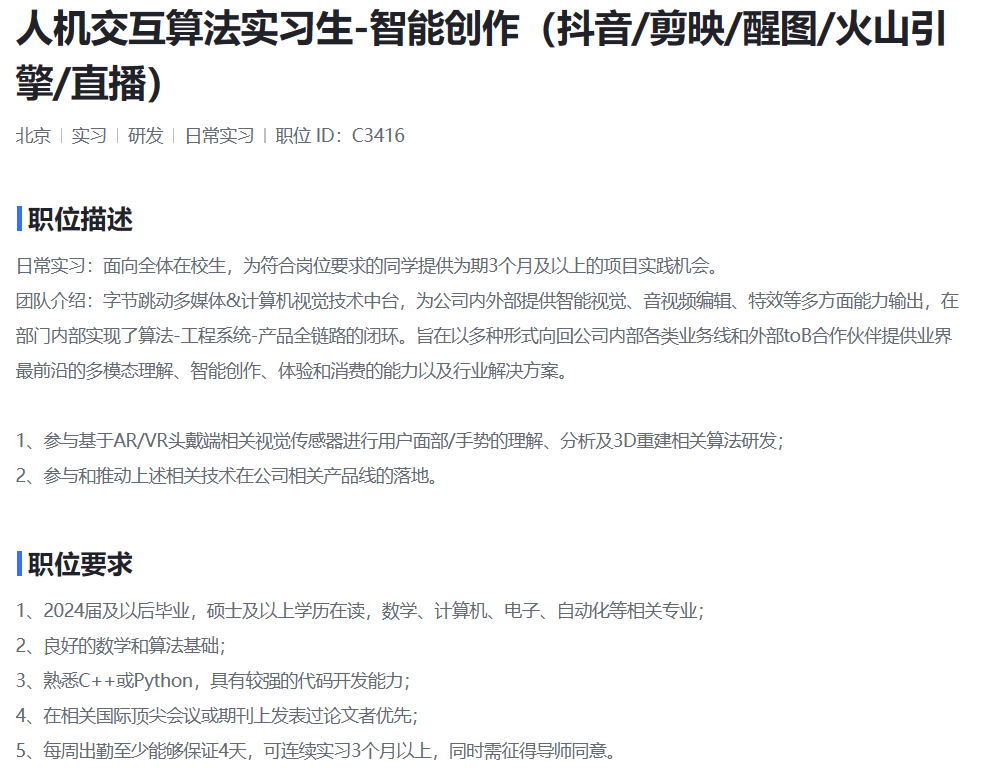 人机交互算法实习生-智能创作（抖音/剪映/醒图/火山引
擎/直播）
北京 | 实习 | 研发 | 日常实习 | 职位 ID：C3416
职位描述
日常实习：面向全体在校生，为符合岗位要求的同学提供为期3个月及以上的项目实践机会。
团队介绍：字节跳动多媒体&计算机视觉技术中台，为公司内外部提供智能视觉、音视频编辑、特效等多方面能力输出，在
部门内部实现了算法-工程系统-产品全链路的闭环。旨在以多种形式向回公司内部各类业务线和外部toB合作伙伴提供业界
最前沿的多模态理解、智能创作、体验和消费的能力以及行业解决方案。
1、参与基于AR/VR头戴端相关视觉传感器进行用户面部/手势的理解、分析及3D重建相关算法研发；
2、参与和推动上述相关技术在公司相关产品线的落地。
职位要求
1、2024届及以后毕业，硕士及以上学历在读，数学、计算机、电子、自动化等相关专业；
2、良好的数学和算法基础；
3、熟悉C++或Python，具有较强的代码开发能力；
4、在相关国际顶尖会议或期刊上发表过论文者优先；
5、每周出勤至少能够保证4天，可连续实习3个月以上，同时需征得导师同意。